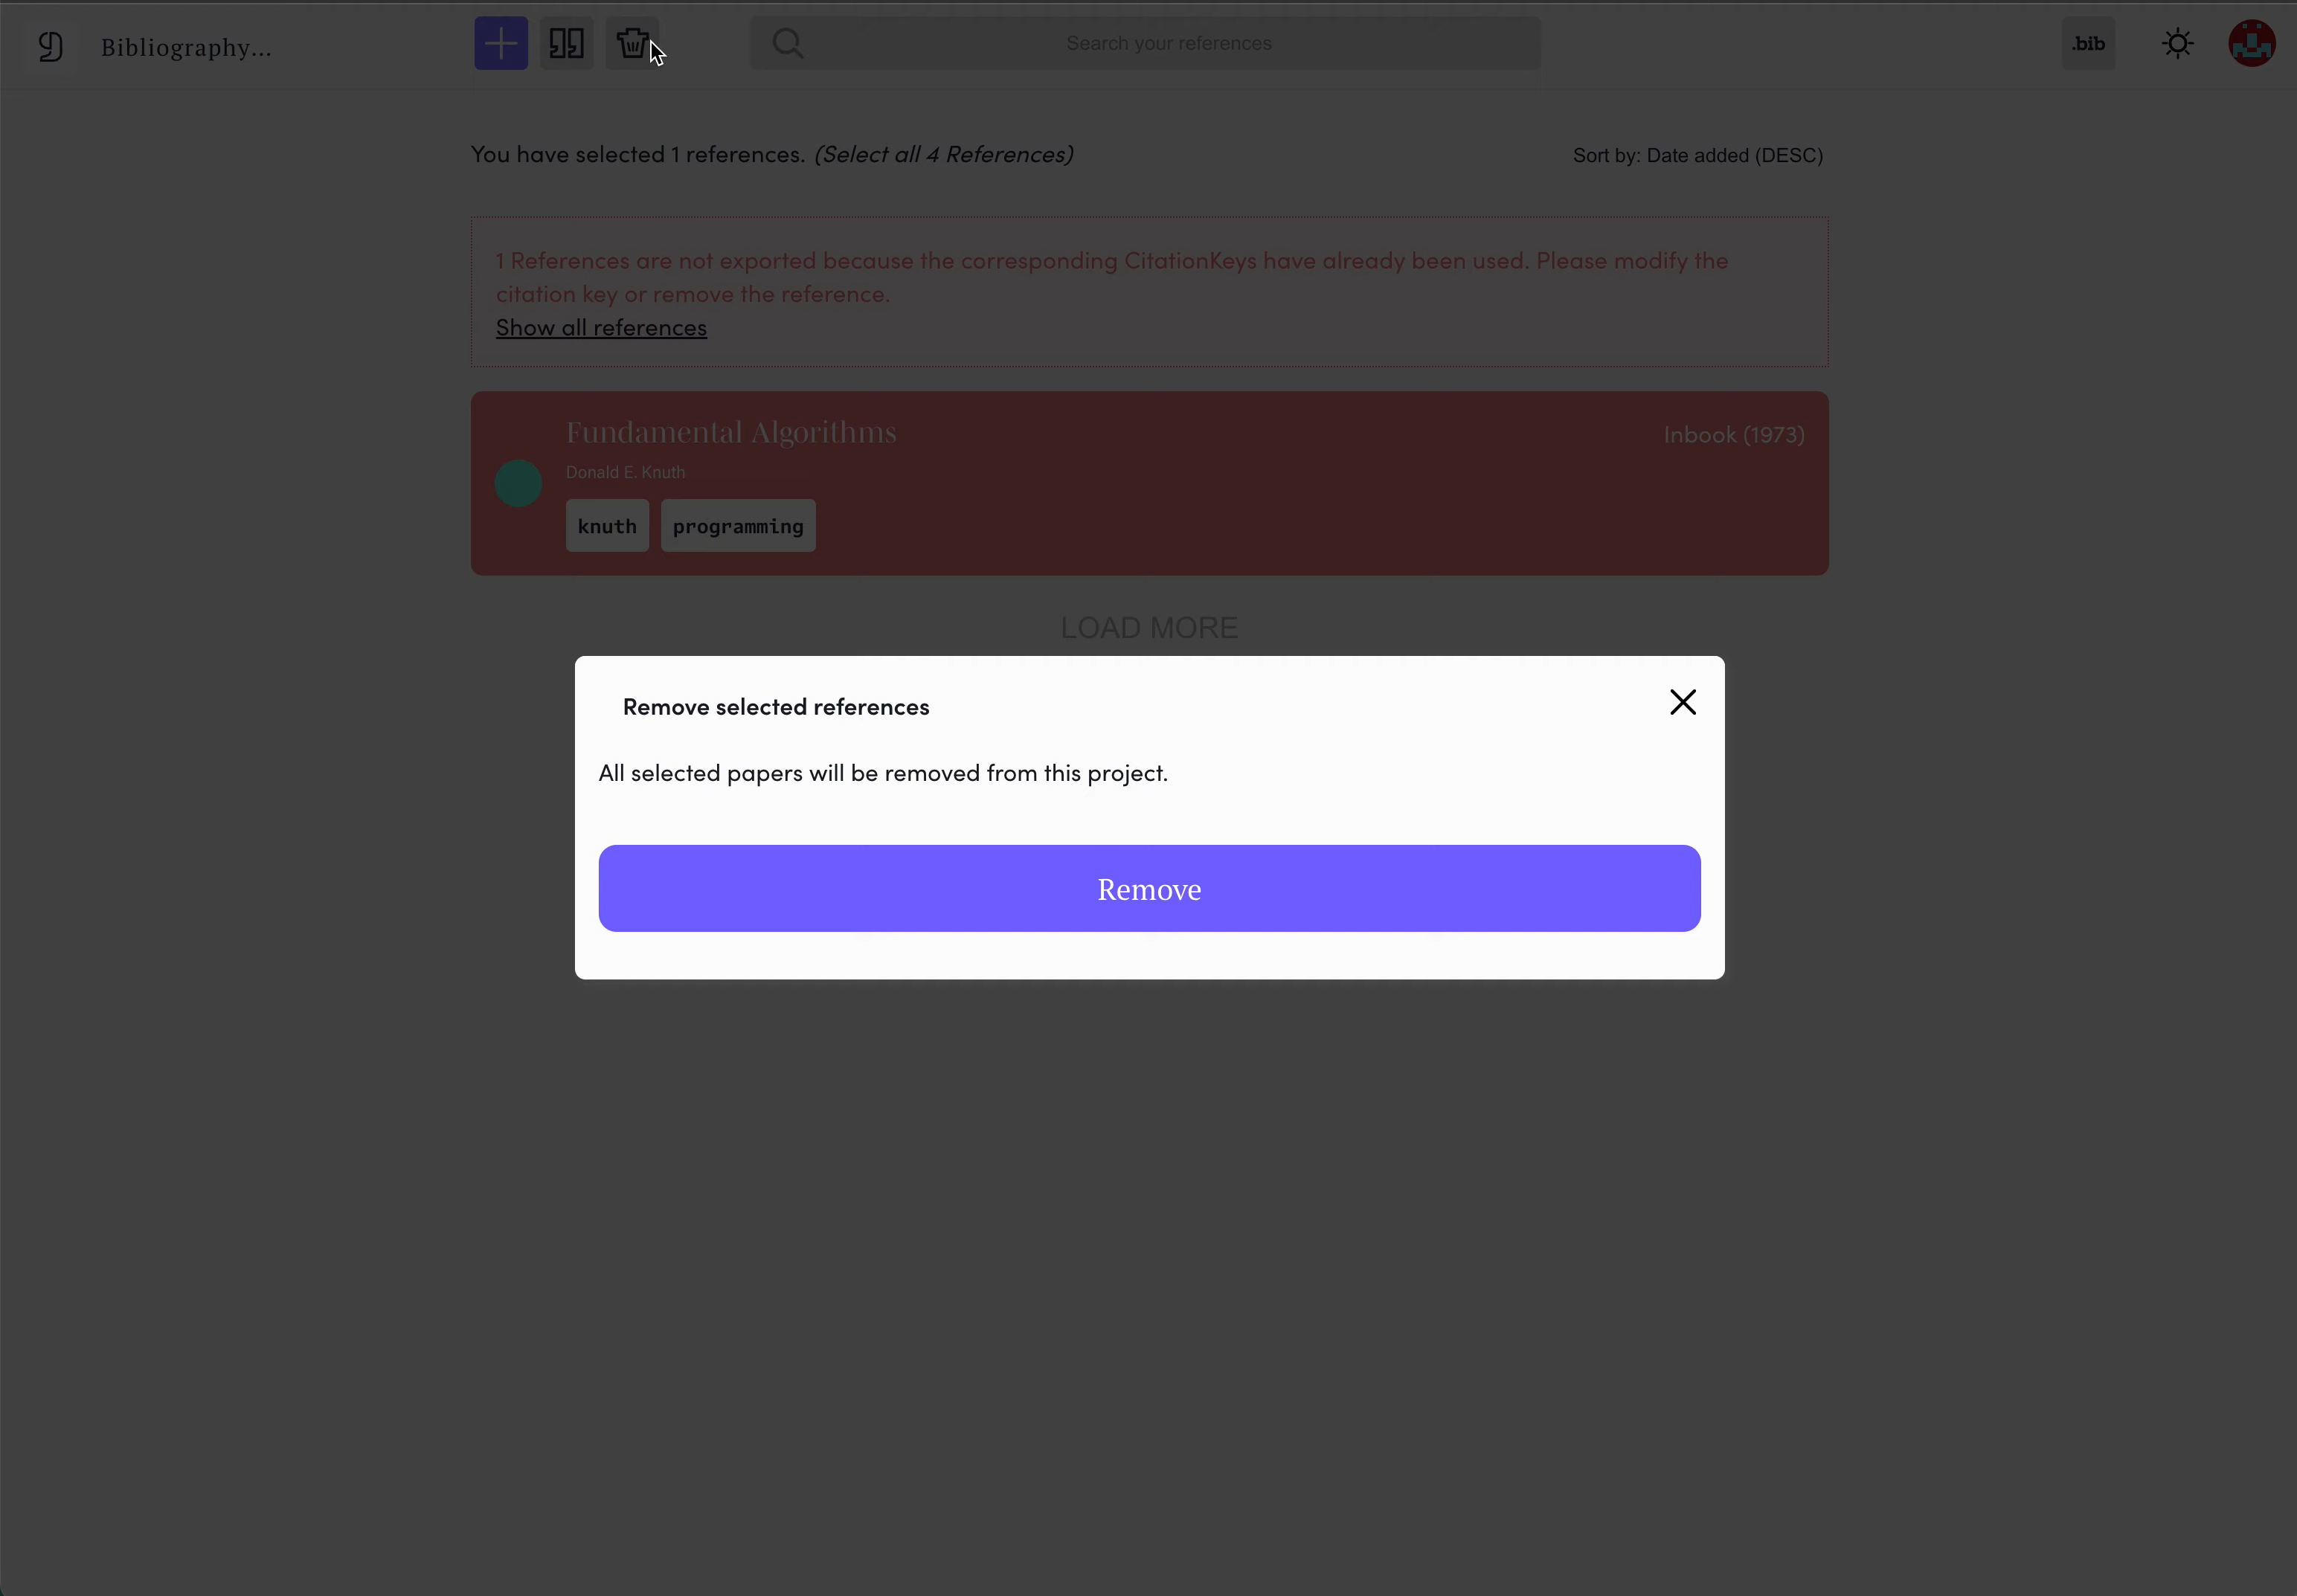 Bibliography...
Search your references
.bib
You have selected 1 references. (Select all 4 References)
Sort by: Date added (DESC)
1 References are not exported because the corresponding CitationKeys have already been used. Please modify the
citation key or remove the reference.
Show all references
Fundamental Algorithms
Inbook (1973)
Donald E. Knuth
knuth programming
LOAD MORE
Remove selected references
All selected papers will be removed from this project.
Remove